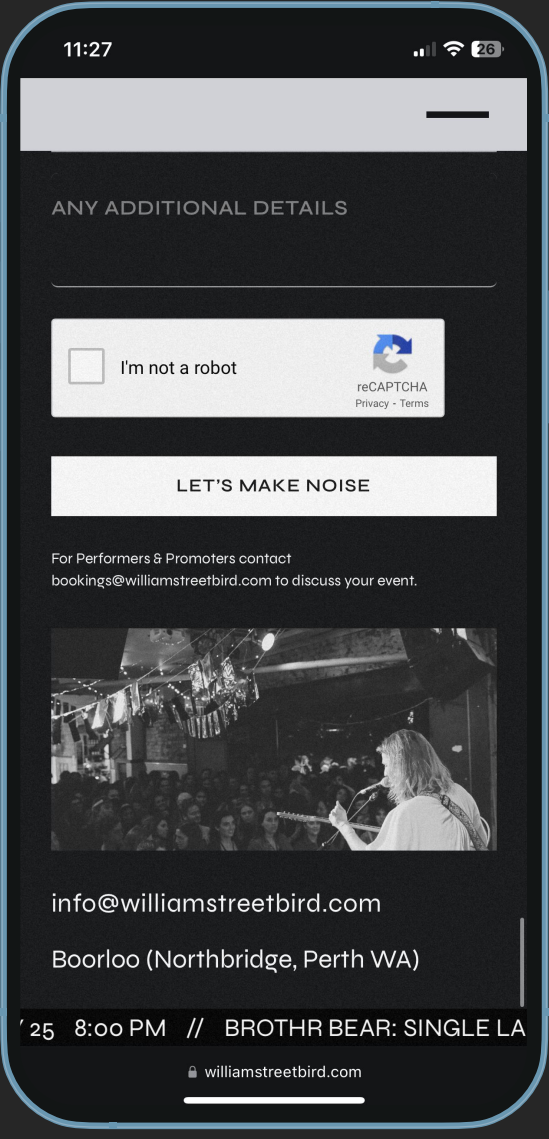 11:27
26
ANY ADDITIONAL DETAILS
I'm not a robot
reCAPTCHA
Privacy - Terms
LET'S MAKE NOISE
For Performers & Promoters contact
bookings@williamstreetbird.com to discuss your event.
info@williamstreetbird.com
Boorloo (Northbridge, Perth WA)
25 8:00 PM // BROTHR BEAR: SINGLE LA
williamstreetbird.com